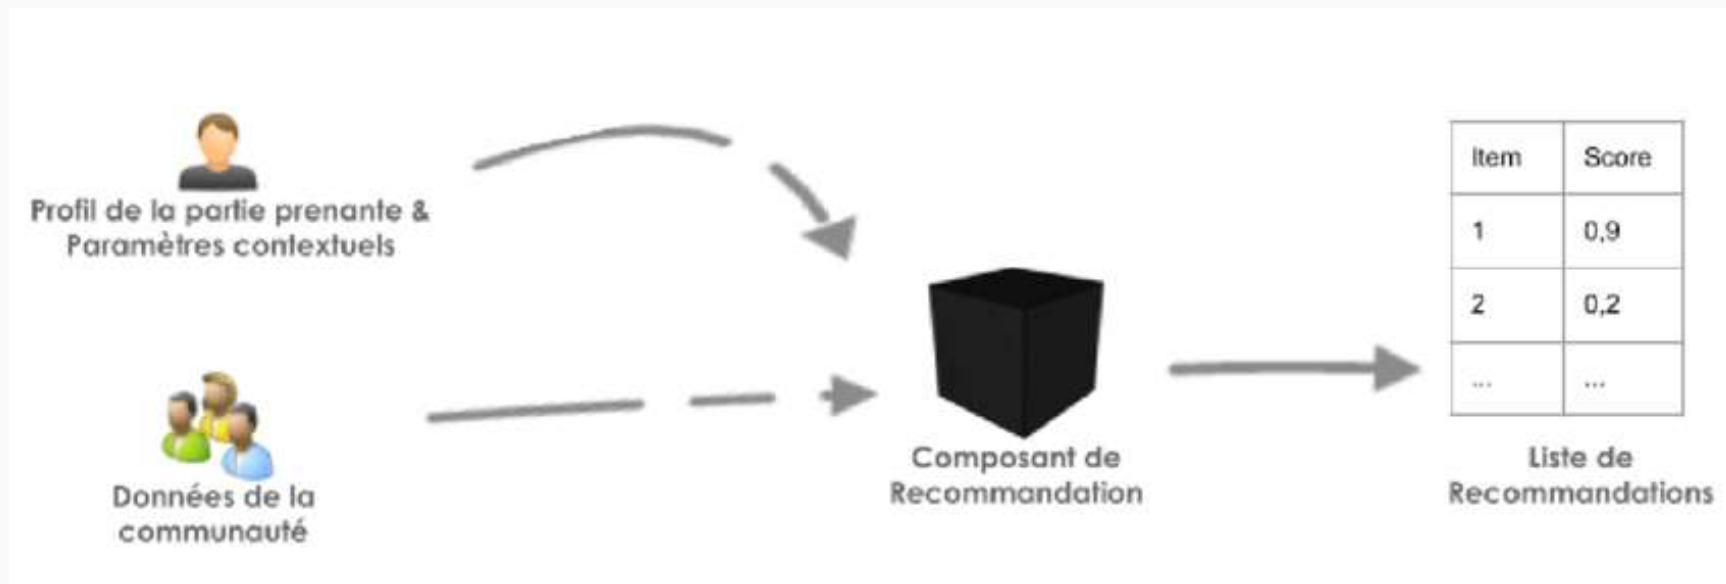 Profil de la partie prenante &
Paramètres contextuels
Données de la
communauté
Composant de
Recommandation
Item Score
1 0,9
2 0,2
... ...
Liste de
Recommandations